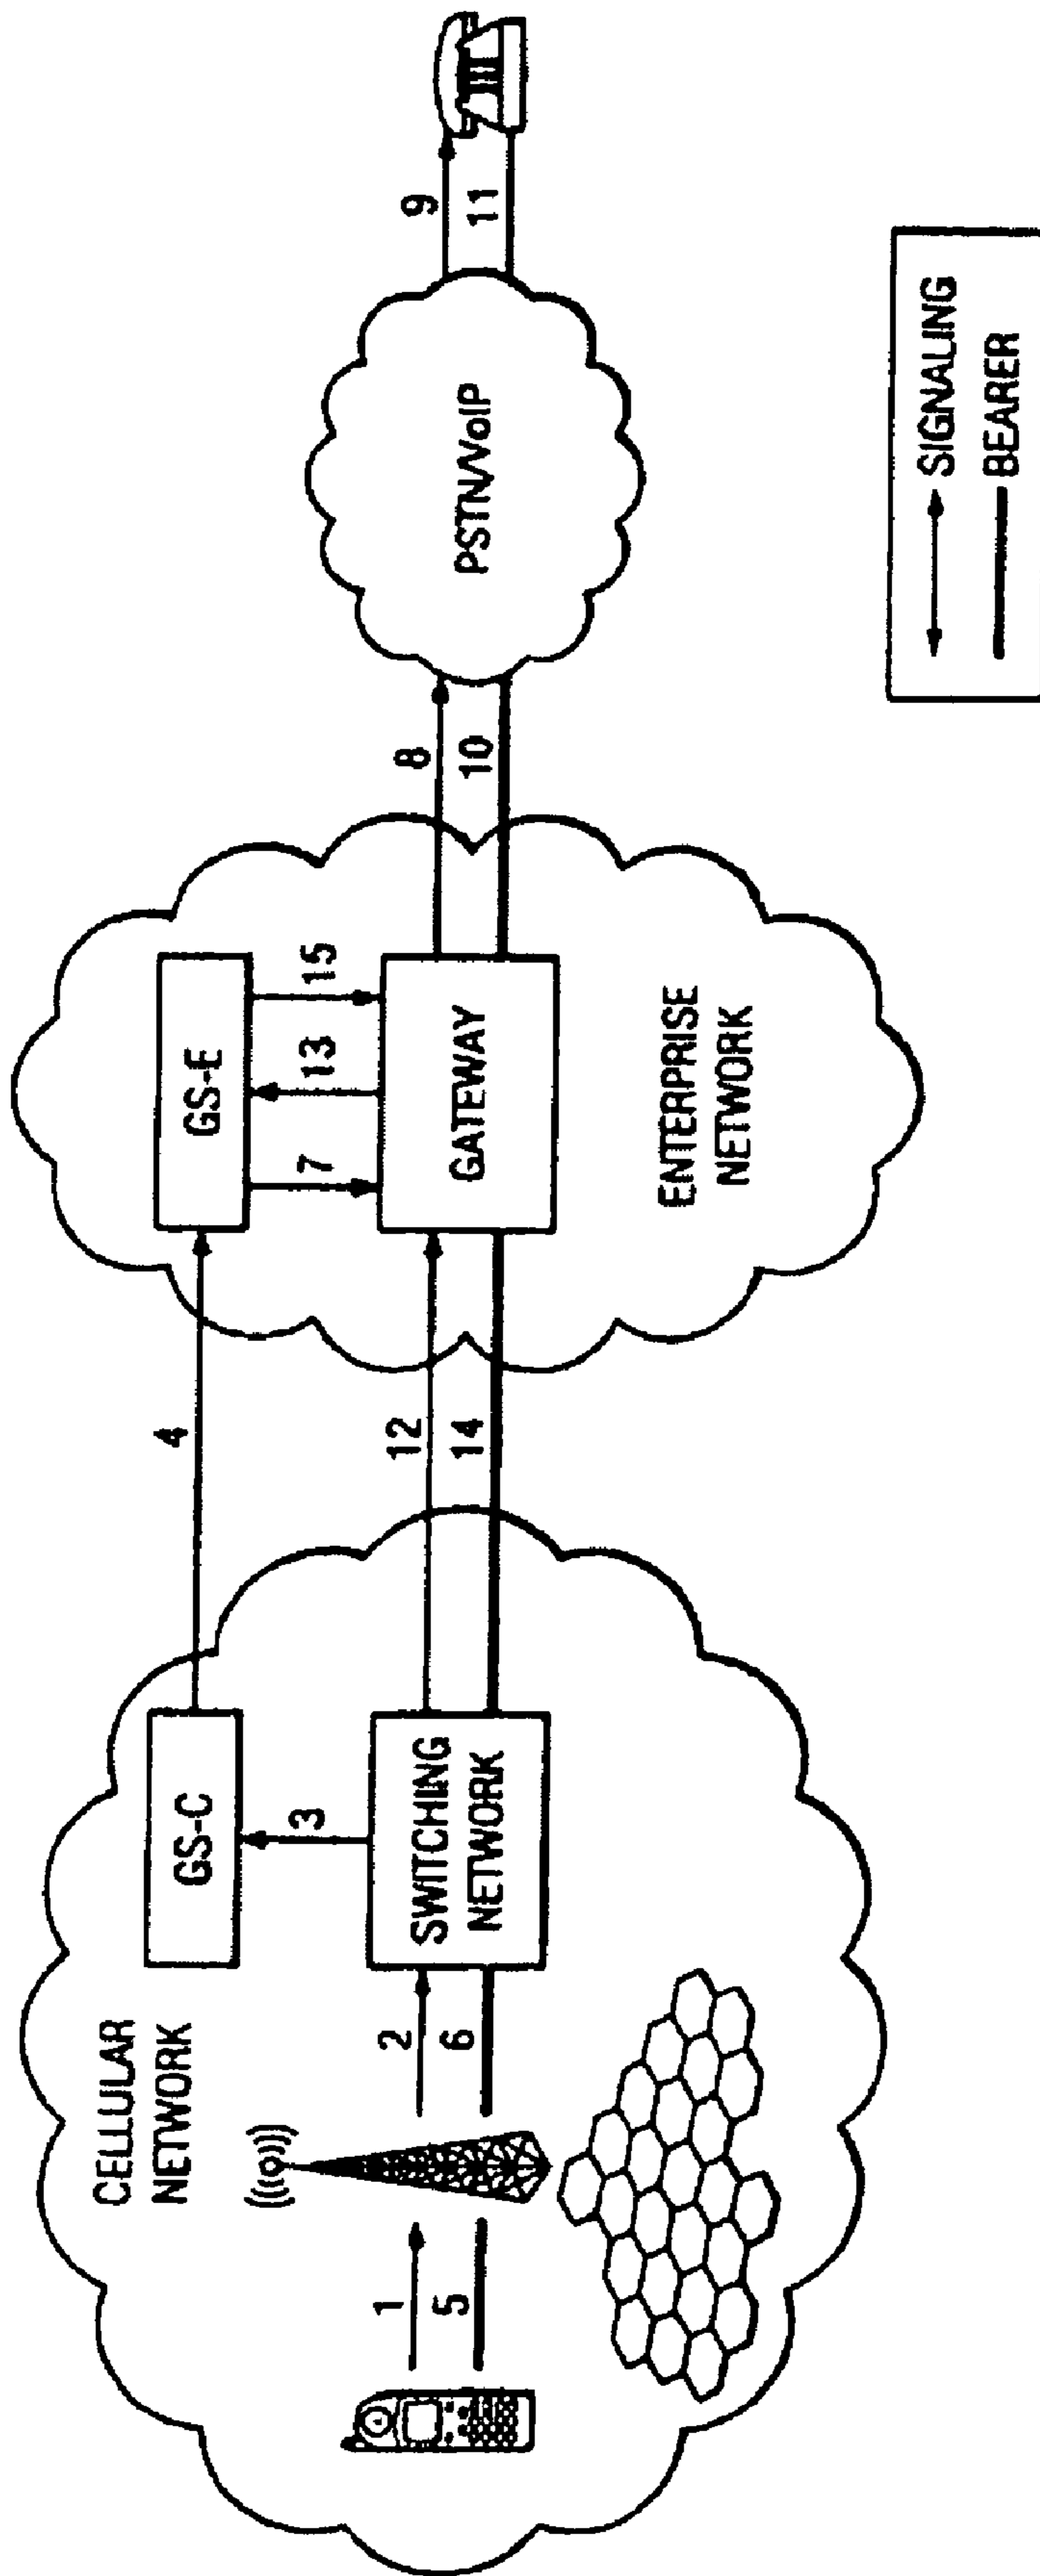 CELLULAR
NETWORK
GS-C
SWITCHING
NETWORK
1
5
2
6
3
4
12
14
GS-E
7
13
15
GATEWAY
ENTERPRISE
NETWORK
8
10
PSTN/VoIP
9
11
SIGNALING
BEARER